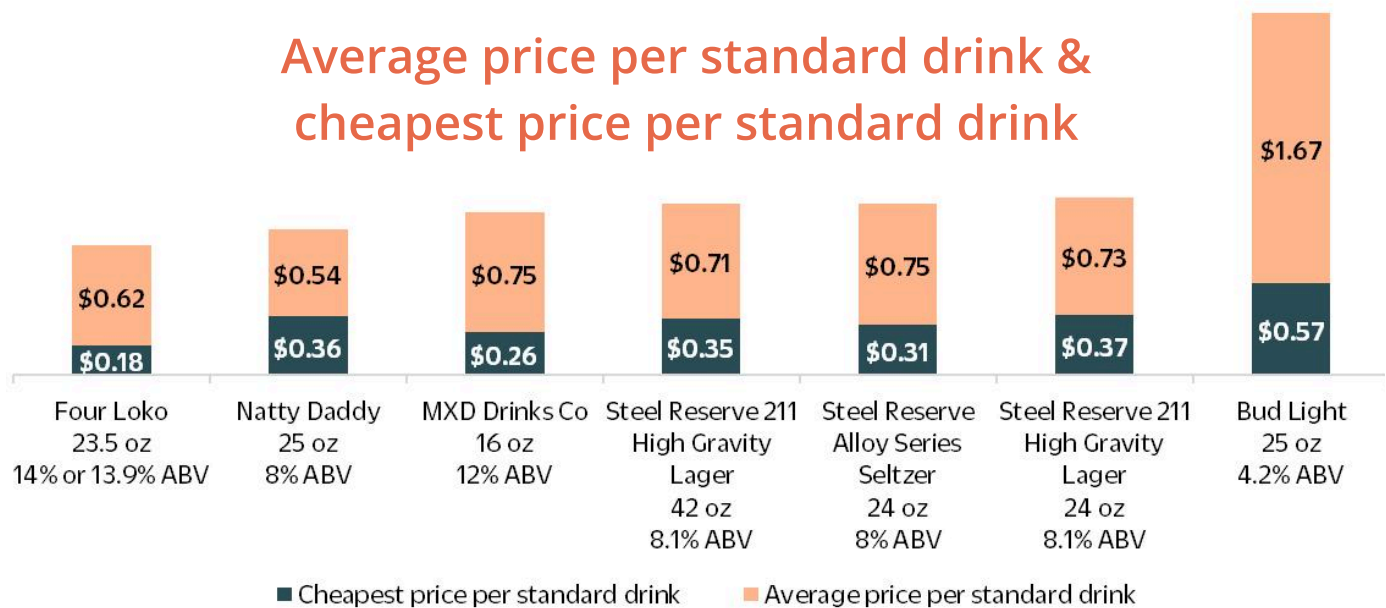 Average price per standard drink &
cheapest price per standard drink
$0.62
$0.18
$0.54
$0.36
$0.75
$0.26
$0.71
$0.35
$0.75
$0.31
$0.73
$0.37
$1.67
$0.57
Four Loko
23.5 oz
14% or 13.9% ABV
Natty Daddy
25 oz
8% ABV
MXD Drinks Co
16 oz
12% ABV
Steel Reserve 211
High Gravity
Lager
42 oz
8.1% ABV
Steel Reserve
Alloy Series
Seltzer
24 oz
8% ABV
Steel Reserve 211
High Gravity
Lager
24 oz
8.1% ABV
Bud Light
25 oz
4.2% ABV
Cheapest price per standard drink
Average price per standard drink